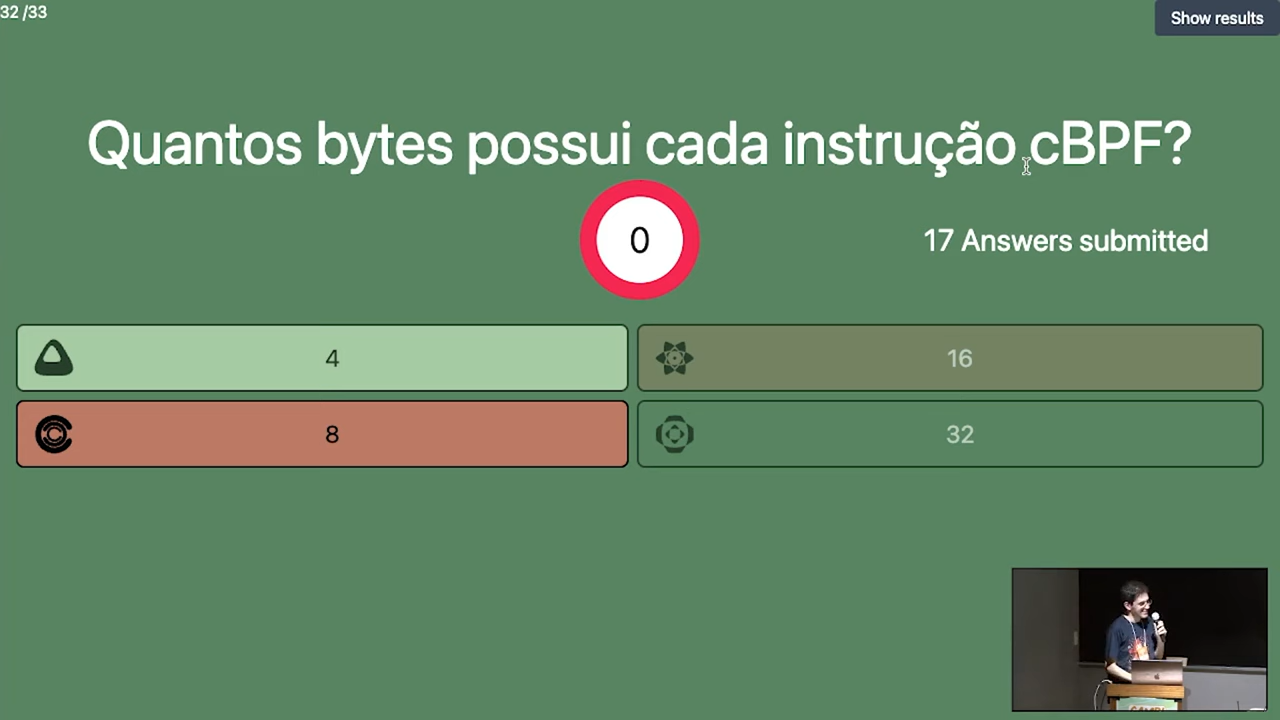 32 /33
Show results
Quantos bytes possui cada instrução cBPF?
0
17 Answers submitted
4
16
8
32